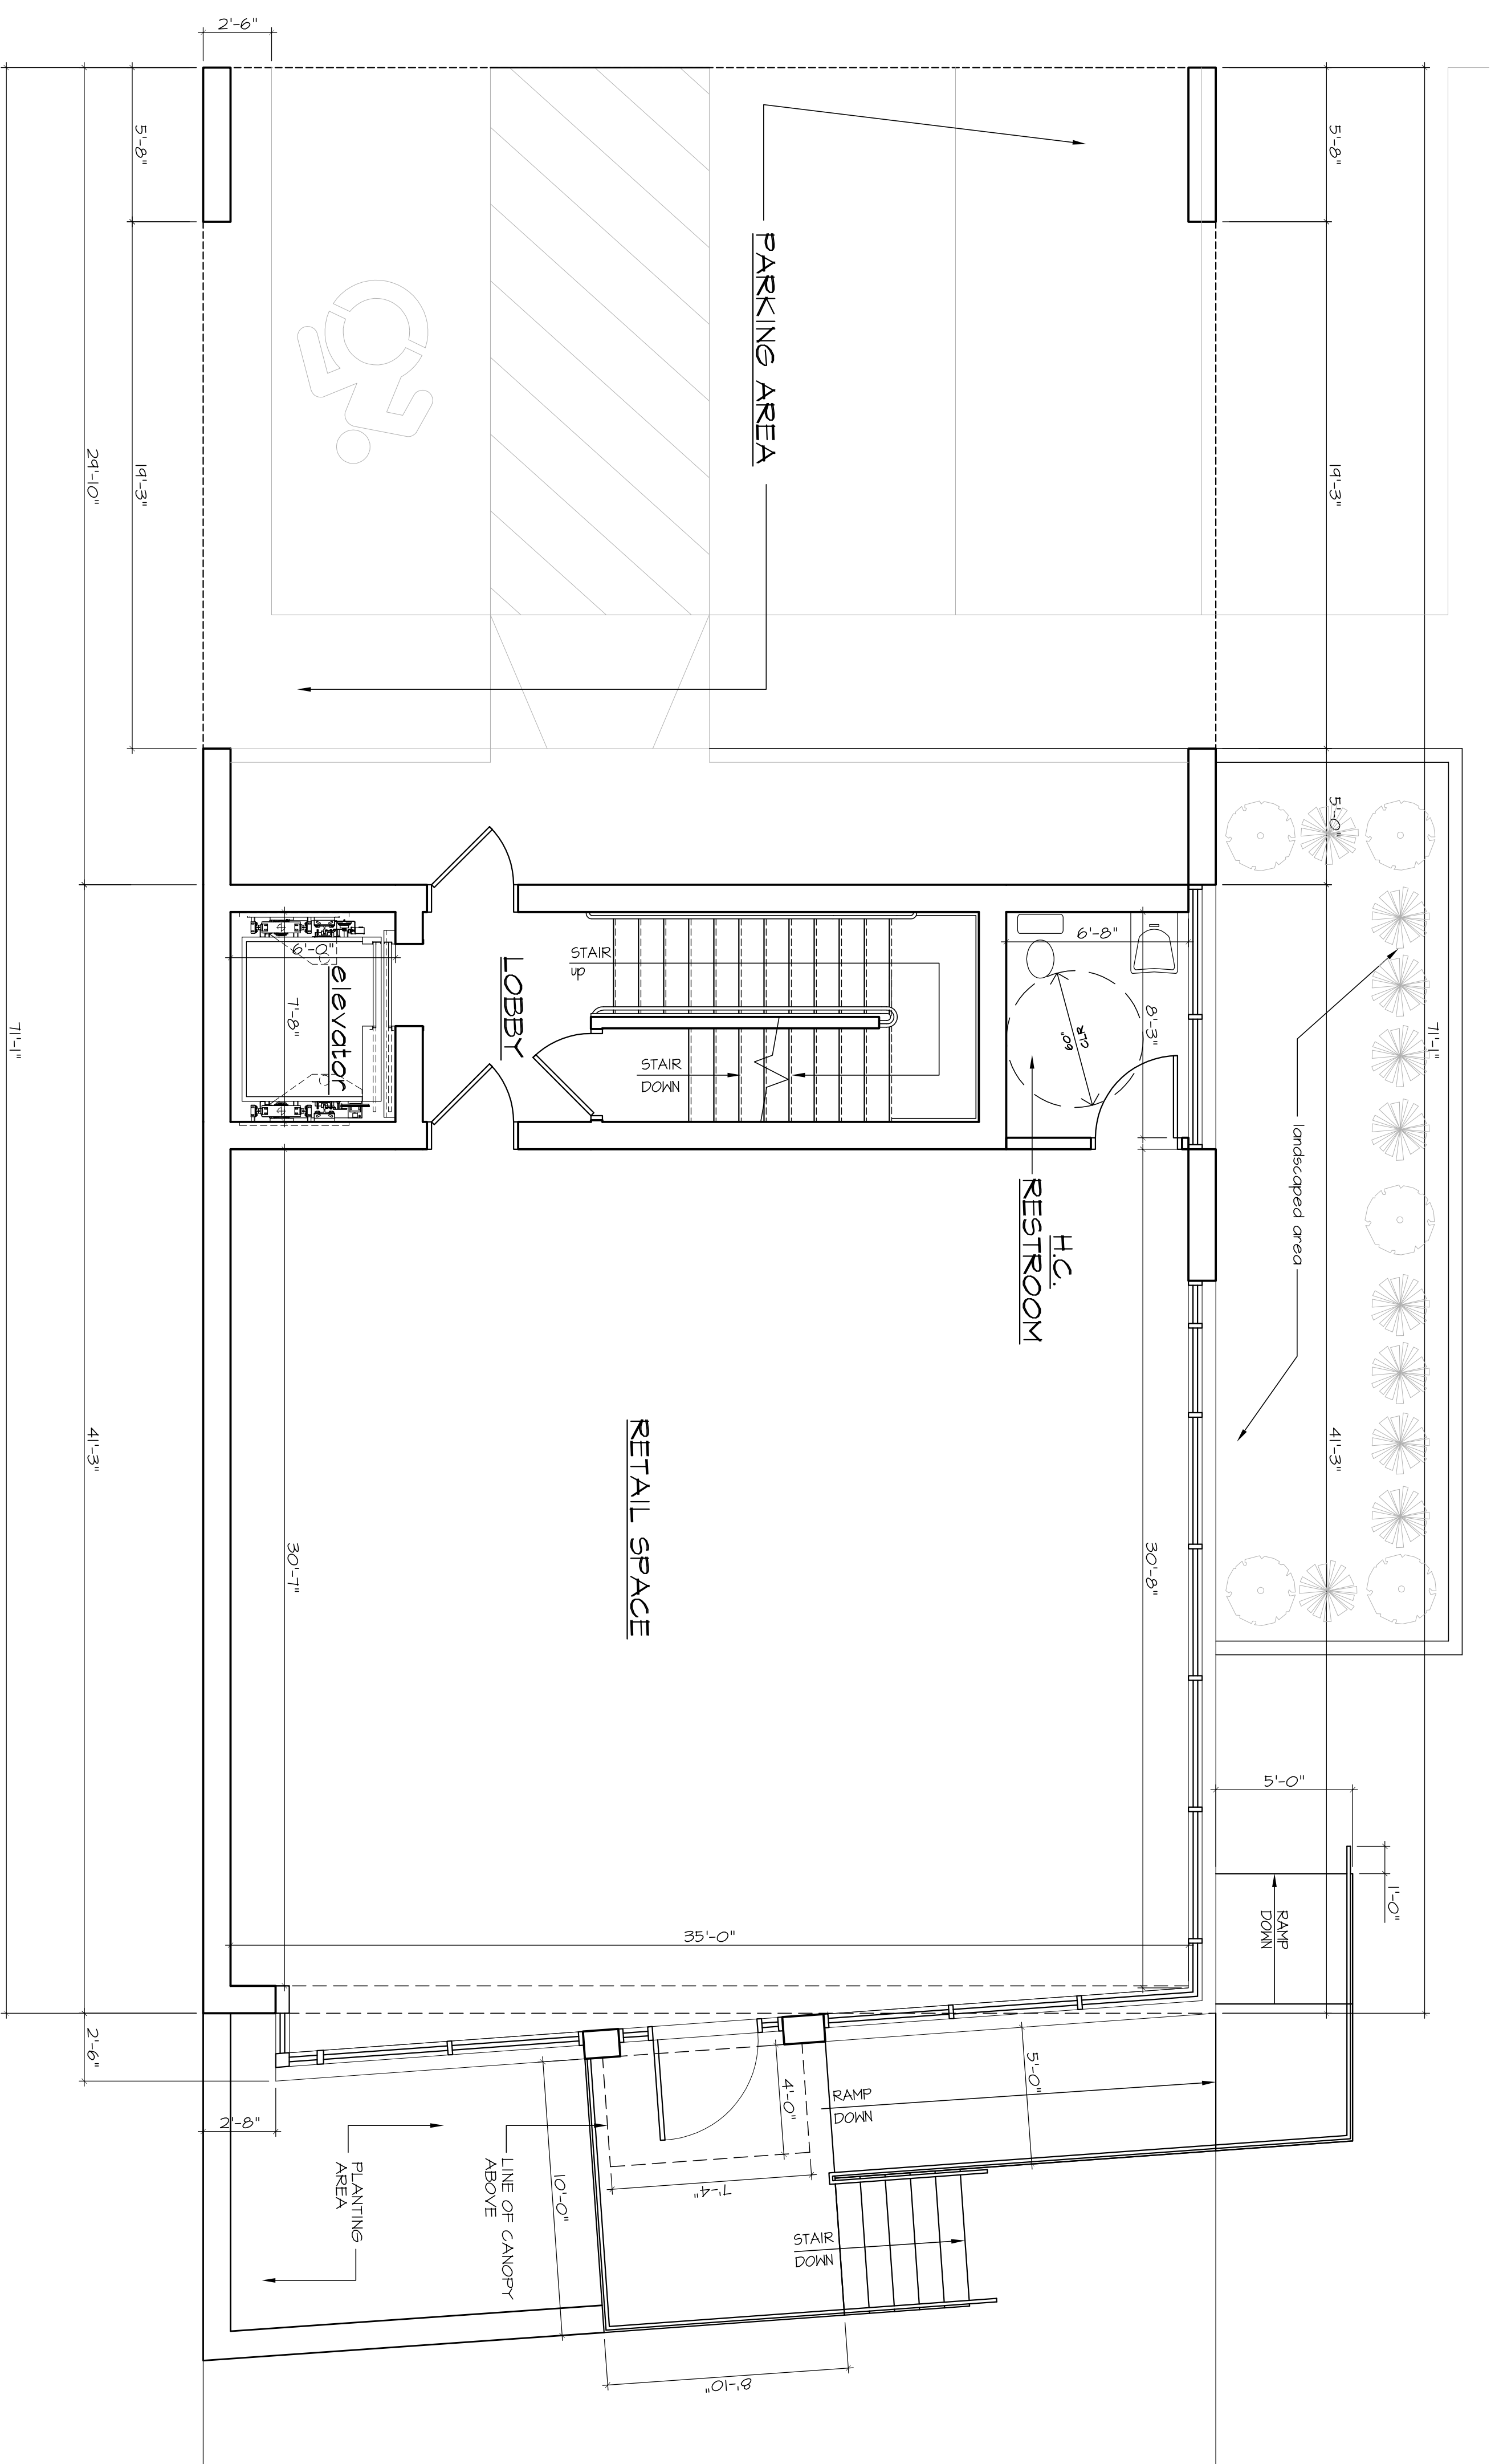 2'-6"
5'-8"
5'-8"
PARKING AREA
29'-10"
19'-3"
19'-3"
5'-0"
STAIR
up
6'-8"
6'-0"
elevator
7'-8"
LOBBY
8'-3"
60"
CLR
STAIR
DOWN
71'-1"
71'-1"
landscaped area
H.C.
RESTROOM
41'-3"
41'-3"
RETAIL SPACE
30'-7"
30'-8"
5'-0"
1'-0"
RAMP
DOWN
35'-0"
2'-6"
5'-0"
4'-0"
RAMP
DOWN
2'-8"
PLANTING
AREA
LINE OF CANOPY
ABOVE
10'-0"
7'-4"
STAIR
DOWN
8'-10"